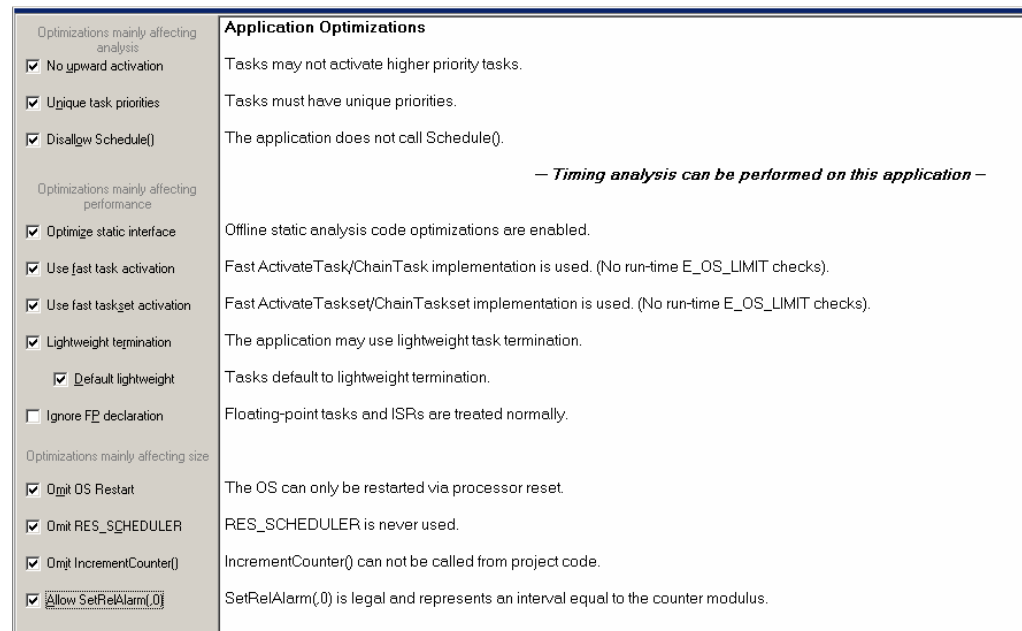 Optimizations mainly affecting
analysis
Application Optimizations
No upward activation
Tasks may not activate higher priority tasks.
Unique task priorities
Tasks must have unique priorities.
Disallow Schedule()
The application does not call Schedule().
– Timing analysis can be performed on this application –
Optimizations mainly affecting
performance
Optimize static interface
Offline static analysis code optimizations are enabled.
Use fast task activation
Fast ActivateTask/ChainTask implementation is used. (No run-time E_OS_LIMIT checks).
Use fast taskset activation
Fast ActivateTaskset/ChainTaskset implementation is used. (No run-time E_OS_LIMIT checks).
Lightweight termination
The application may use lightweight task termination.
Default lightweight
Tasks default to lightweight termination.
Ignore FP declaration
Floating-point tasks and ISRs are treated normally.
Optimizations mainly affecting size
Omit OS Restart
The OS can only be restarted via processor reset.
Omit RES_SCHEDULER
RES_SCHEDULER is never used.
Omit IncrementCounter()
IncrementCounter() can not be called from project code.
Allow SetRelAlarm(,0)
SetRelAlarm(,0) is legal and represents an interval equal to the counter modulus.